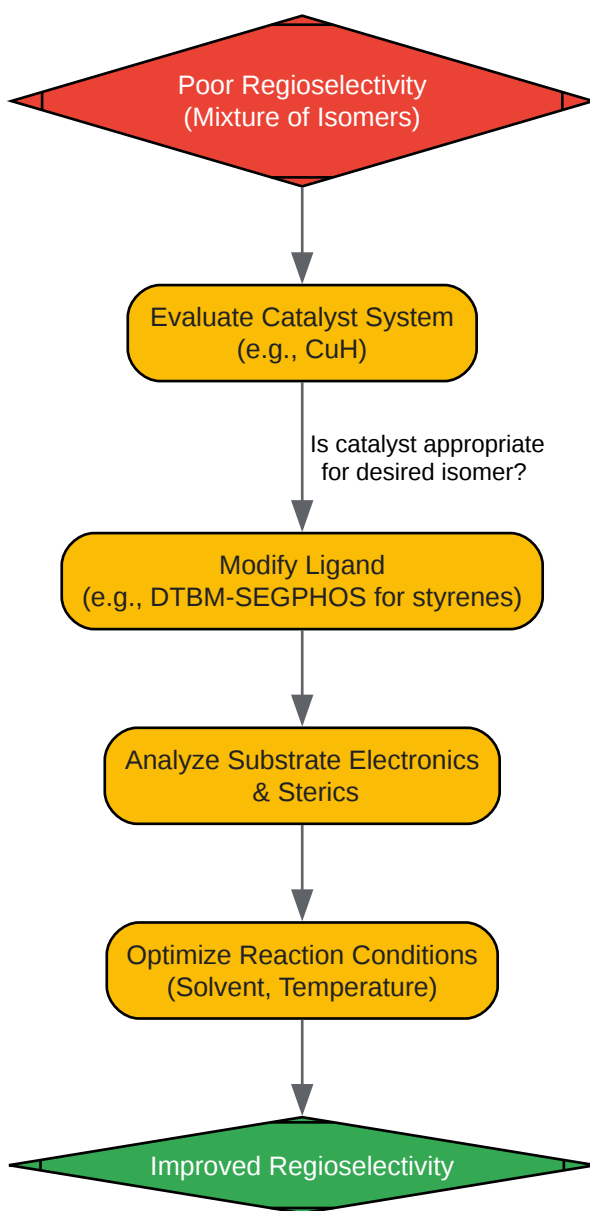 Poor Regioselectivity
(Mixture of Isomers)
Evaluate Catalyst System
(e.g., CuH)
Is catalyst appropriate
for desired isomer?
Modify Ligand
(e.g., DTBM-SEGPHOS for styrenes)
Analyze Substrate Electronics
& Sterics
Optimize Reaction Conditions
(Solvent, Temperature)
Improved Regioselectivity